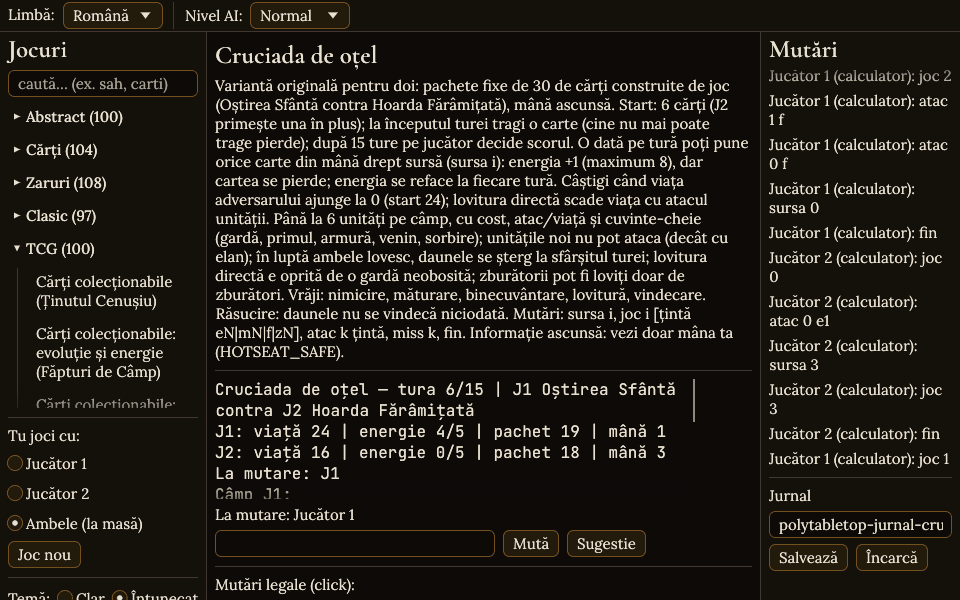 Limbă: Română ▼ Nivel AI: Normal ▼
Jocuri
caută... (ex. sah, carti)
▸ Abstract (100)
▸ Cărți (104)
▸ Zaruri (108)
▸ Clasic (97)
▾ TCG (100)
Cărți colecționabile
(Ținutul Cenușiu)
Cărți colecționabile:
evoluție și energie
(Făpturi de Câmp)
Cărți colecționabile:
Tu joci cu:
Jucător 1
Jucător 2
Ambele (la masă)
Joc nou
Temă: Clar Întunecat
Cruciada de oțel
Variantă originală pentru doi: pachete fixe de 30 de cărți construite de joc
(Oștirea Sfântă contra Hoarda Fărâmițată), mână ascunsă. Start: 6 cărți (J2
primește una în plus); la începutul turei tragi o carte (cine nu mai poate
trage pierde); după 15 ture pe jucător decide scorul. O dată pe tură poți pune
orice carte din mână drept sursă (sursa i): energia +1 (maximum 8), dar
cartea se pierde; energia se reface la fiecare tură. Câștigi când viața
adversarului ajunge la 0 (start 24); lovitura directă scade viața cu atacul
unității. Până la 6 unități pe câmp, cu cost, atac/viață și cuvinte-cheie
(gardă, primul, armură, venin, sorbire); unitățile noi nu pot ataca (decât cu
elan); în luptă ambele lovesc, daunele se șterg la sfârșitul turei; lovitura
directă e oprită de o gardă neobosită; zburătorii pot fi loviți doar de
zburători. Vrăji: nimicire, măturare, binecuvântare, lovitură, vindecare.
Răsucire: daunele nu se vindecă niciodată. Mutări: sursa i, joc i [țintă
eN|mN|f|zN], atac k țintă, miss k, fin. Informație ascunsă: vezi doar mâna ta
(HOTSEAT_SAFE).
Cruciada de oțel — tura 6/15 | J1 Oștirea Sfântă
contra J2 Hoarda Fărâmițată
J1: viață 24 | energie 4/5 | pachet 19 | mână 1
J2: viață 16 | energie 0/5 | pachet 18 | mână 3
La mutare: J1
Câmp J1:
La mutare: Jucător 1
Mută Sugestie
Mutări legale (click):
Mutări
Jucător 1 (calculator): joc 2
Jucător 1 (calculator): atac
1 f
Jucător 1 (calculator): atac
0 f
Jucător 1 (calculator):
sursa 0
Jucător 1 (calculator): fin
Jucător 2 (calculator): joc
0
Jucător 2 (calculator):
atac 0 e1
Jucător 2 (calculator):
sursa 3
Jucător 2 (calculator): joc
3
Jucător 2 (calculator): fin
Jucător 1 (calculator): joc 1
Jurnal
polytabletop-jurnal-cru
Salvează Încarcă